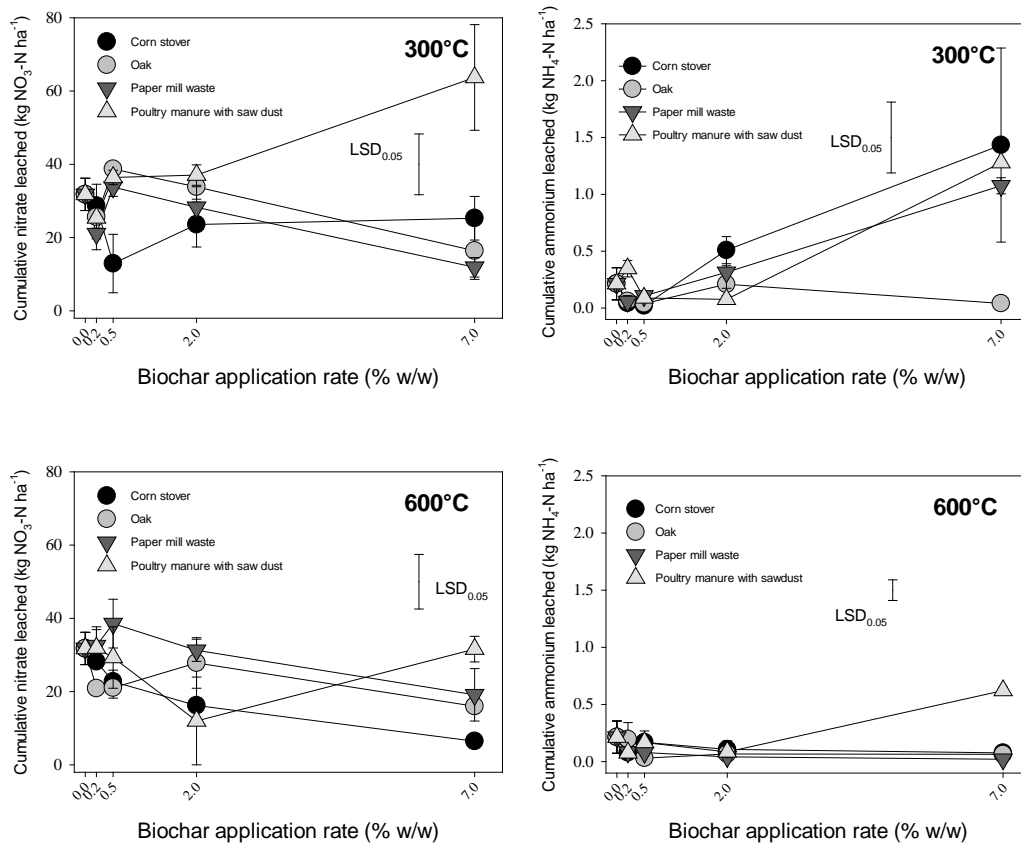 Cumulative nitrate leached (kg NO3-N ha-1)
80
60
40
20
0
Corn stover
Oak
Paper mill waste
Poultry manure with saw dust
300°C
LSD0.05
0.0
0.2
0.5
2.0
7.0
Biochar application rate (% w/w)
Cumulative ammonium leached (kg NH4-N ha-1)
2.5
2.0
1.5
1.0
0.5
0.0
Corn stover
Oak
Paper mill waste
Poultry manure with saw dust
300°C
LSD0.05
0.0
0.2
0.5
2.0
7.0
Biochar application rate (% w/w)
Cumulative nitrate leached (kg NO3-N ha-1)
80
60
40
20
0
Corn stover
Oak
Paper mill waste
Poultry manure with saw dust
600°C
LSD0.05
0.0
0.2
0.5
2.0
7.0
Biochar application rate (% w/w)
Cumulative ammonium leached (kg NH4-N ha-1)
2.5
2.0
1.5
1.0
0.5
0.0
Corn stover
Oak
Paper mill waste
Poultry manure with sawdust
600°C
LSD0.05
0.0
0.2
0.5
2.0
7.0
Biochar application rate (% w/w)